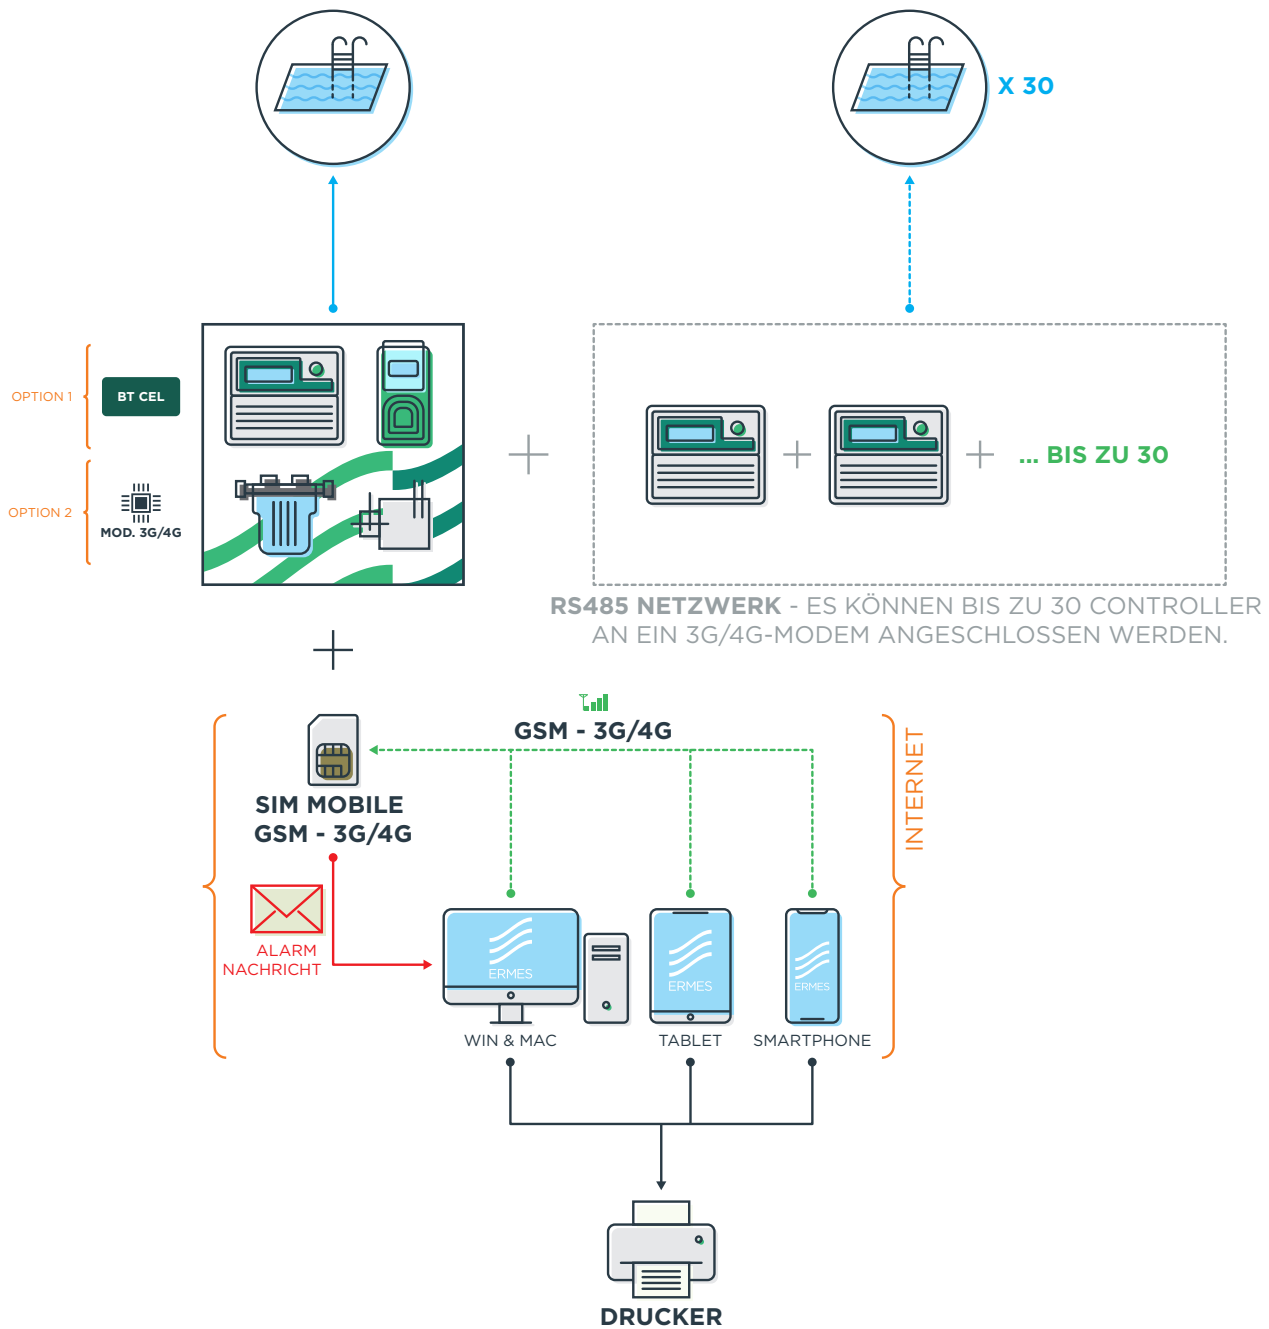 X 30
OPTION 1
BT CEL
OPTION 2
MOD. 3G/4G
... BIS ZU 30
RS485 NETZWERK - ES KÖNNEN BIS ZU 30 CONTROLLER
AN EIN 3G/4G-MODEM ANGESCHLOSSEN WERDEN.
GSM - 3G/4G
SIM MOBILE
GSM - 3G/4G
INTERNET
ALARM
NACHRICHT
ERMES
ERMES
ERMES
WIN & MAC
TABLET
SMARTPHONE
DRUCKER